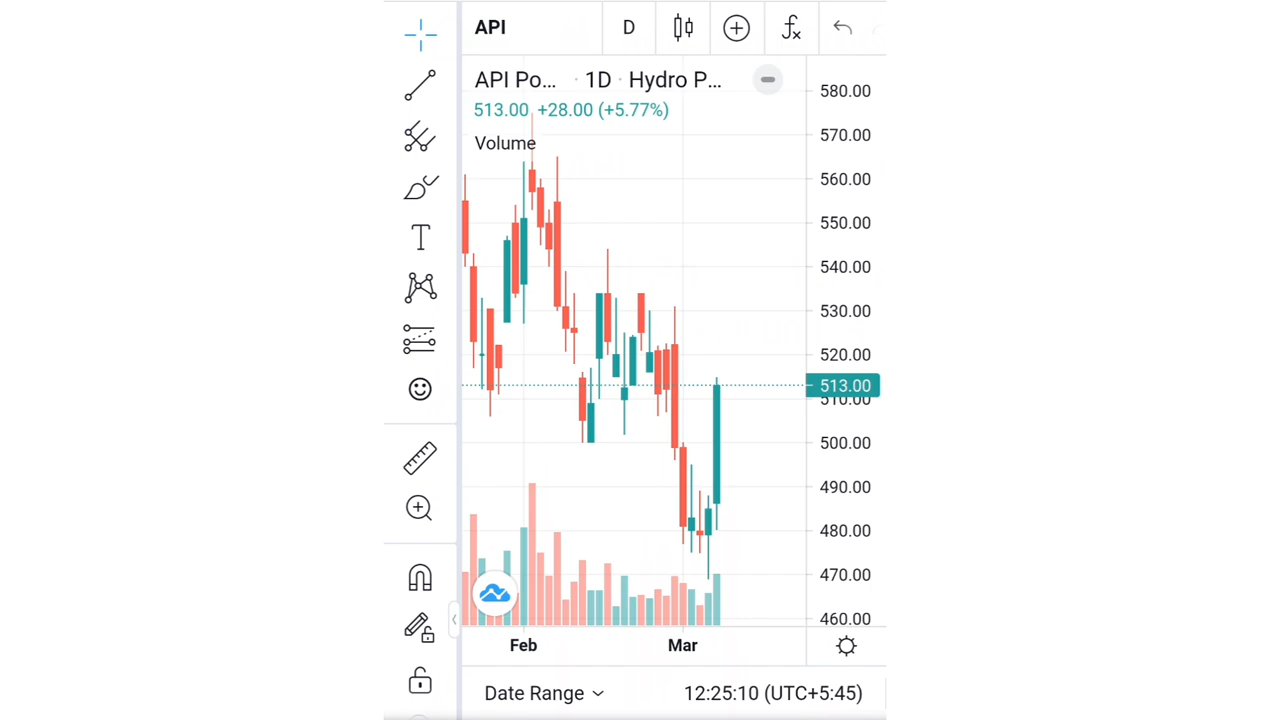 API D
API Po... · 1D · Hydro P...
513.00 +28.00 (+5.77%)
Volume
580.00
570.00
560.00
550.00
540.00
530.00
520.00
513.00
510.00
500.00
490.00
480.00
470.00
460.00
Feb Mar
Date Range 12:25:10 (UTC+5:45)